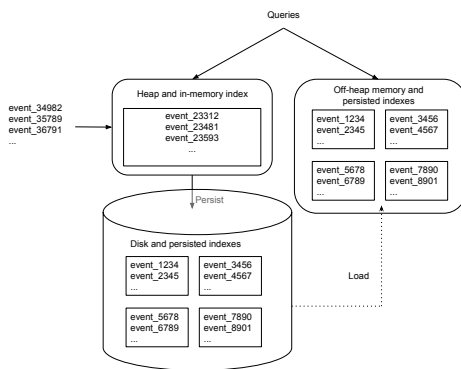 Queries
event_34982
event_35789
event_36791
...
Heap and in-memory index
event_23312
event_23481
event_23593
...
Off-heap memory and
persisted indexes
event_1234
event_2345
...
event_3456
event_4567
...
event_5678
event_6789
...
event_7890
event_8901
...
Persist
Disk and persisted indexes
event_1234
event_2345
...
event_3456
event_4567
...
event_5678
event_6789
...
event_7890
event_8901
...
Load